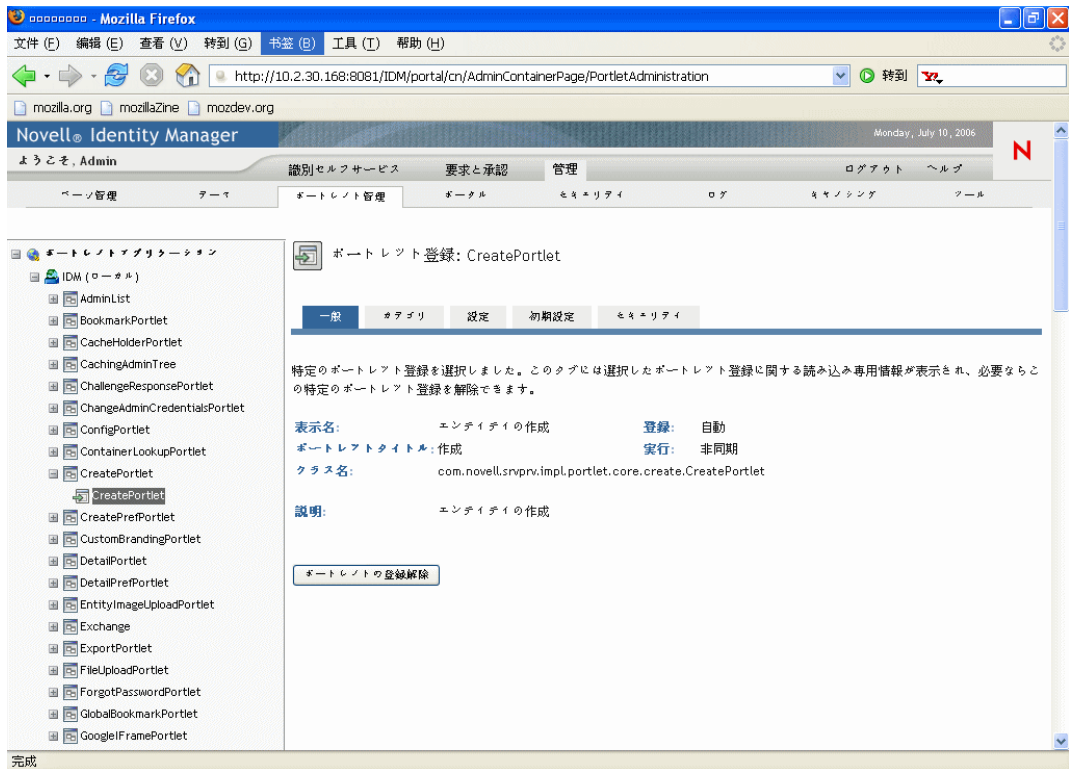 - Mozilla Firefox
文件 (F) 编辑 (E) 查看 (V) 转到 (G) 书签 (B) 工具 (T) 帮助 (H)
http://10.2.30.168:8081/IDM/portal/cn/AdminContainerPage/PortletAdministration 转到
mozilla.org mozillaZine mozdev.org
Novell® Identity Manager Monday, July 10, 2006
ようこそ, Admin
N
識別セルフサービス 要求と承認 管理 ログアウト ヘルプ
ページ管理 テーマ ポートレット管理 ポータル セキュリティ ログ キャッシング ツール
ポートレットアプリケーション
IDM (ローカル)
AdminList
BookmarkPortlet
CacheHolderPortlet
CachingAdminTree
ChallengeResponsePortlet
ChangeAdminCredentialsPortlet
ConfigPortlet
ContainerLookupPortlet
CreatePortlet
CreatePortlet
CreatePrefPortlet
CustomBrandingPortlet
DetailPortlet
DetailPrefPortlet
EntityImageUploadPortlet
Exchange
ExportPortlet
FileUploadPortlet
ForgotPasswordPortlet
GlobalBookmarkPortlet
GoogleIFramePortlet
ポートレット登録: CreatePortlet
一般 カテゴリ 設定 初期設定 セキュリティ
特定のポートレット登録を選択しました。このタブには選択したポートレット登録に関する読み込み専用情報が表示され、必要ならこ
の特定のポートレット登録を解除できます。
表示名: エンティティの作成 登録: 自動
ポートレットタイトル: 作成 実行: 非同期
クラス名: com.novell.srvprv.impl.portlet.core.create.CreatePortlet
説明: エンティティの作成
ポートレットの登録解除
完成